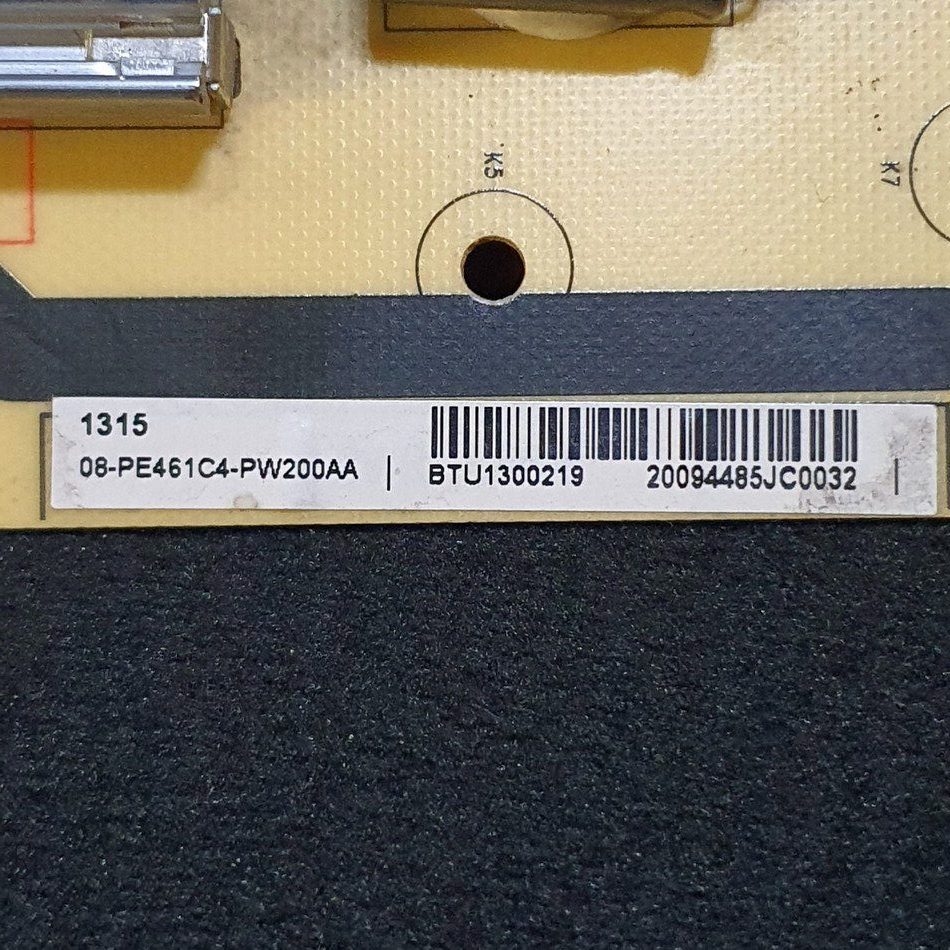 K5
K7
1315
08-PE461C4-PW200AA | BTU1300219 20094485JC0032 |